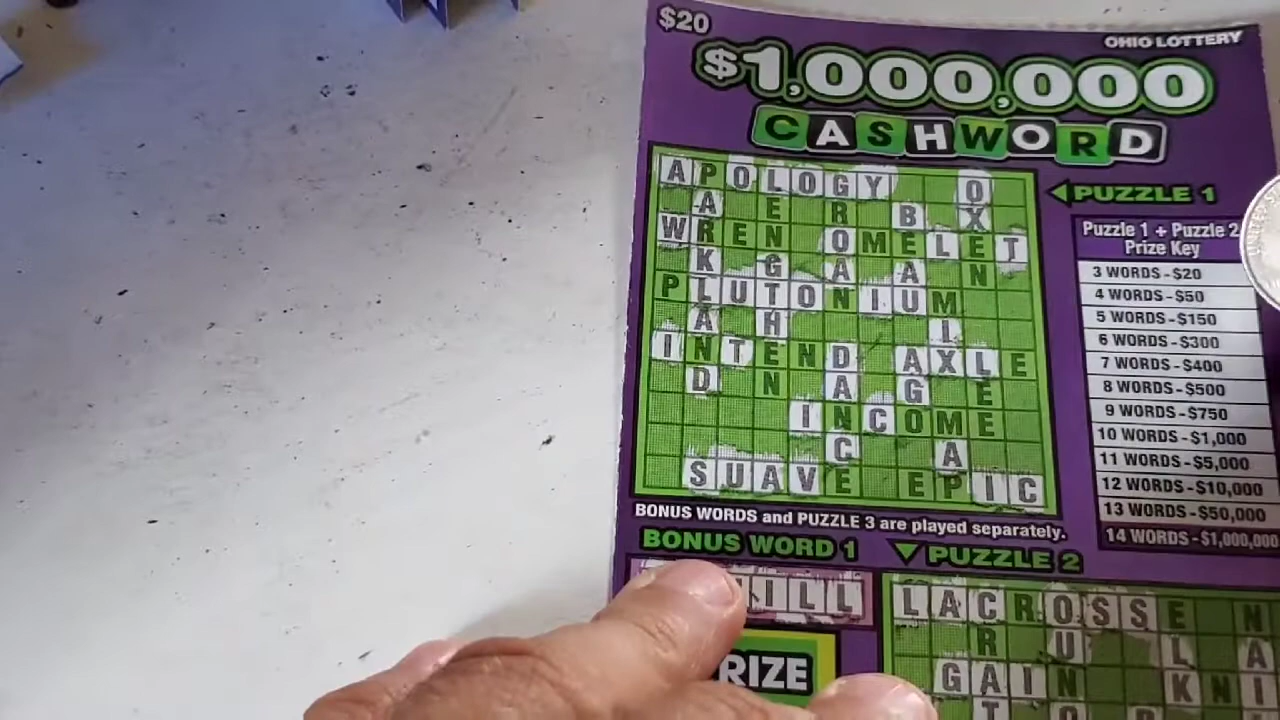 $20
OHIO LOTTERY
$1,000,000
CASHWORD
PUZZLE 1
APOLOGY O
A E R B X
WREN OMELET
K G A A N
PLUTONIUM
A H I
INTEND AXLE
D N A G E
INCOME
C A
SUAVE EPIC
Puzzle 1 + Puzzle 2
Prize Key
3 WORDS - $20
4 WORDS - $50
5 WORDS - $150
6 WORDS - $300
7 WORDS - $400
8 WORDS - $500
9 WORDS - $750
10 WORDS - $1,000
11 WORDS - $5,000
12 WORDS - $10,000
13 WORDS - $50,000
14 WORDS - $1,000,000
BONUS WORDS and PUZZLE 3 are played separately.
BONUS WORD 1
PUZZLE 2
ILL
LACROSSE N
R U L A
GAIN KNI
RIZE